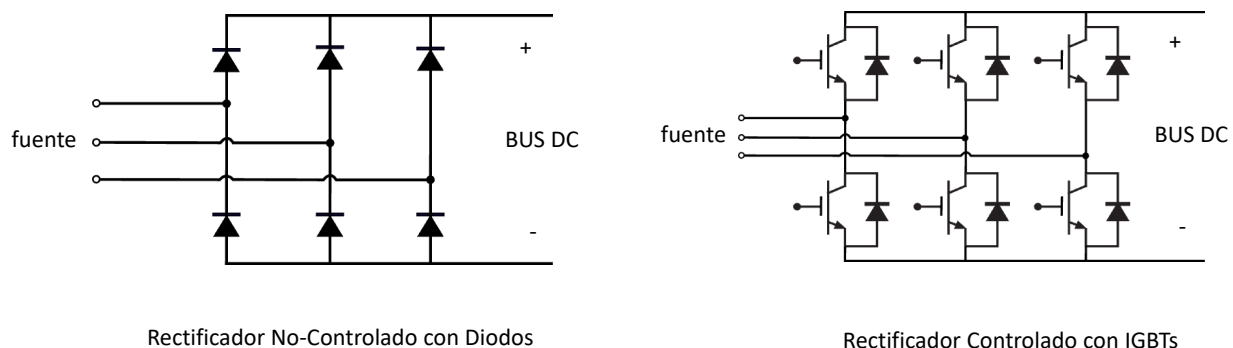 +
fuente
BUS DC
-
Rectificador No-Controlado con Diodos
+
fuente
BUS DC
-
Rectificador Controlado con IGBTs